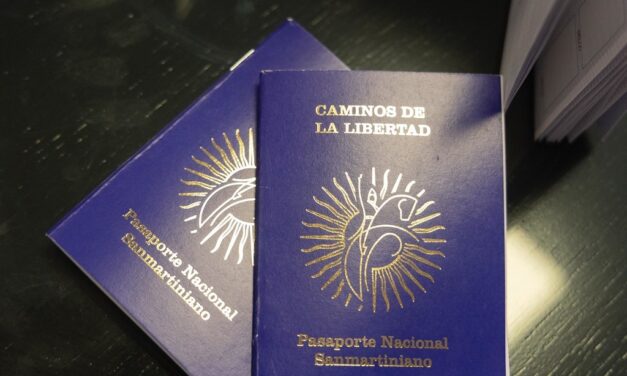 CAMINOS DE
LA LIBERTAD
Pasaporte Nacional
Sanmartiniano
Pasaporte Nacional
Sanmartiniano